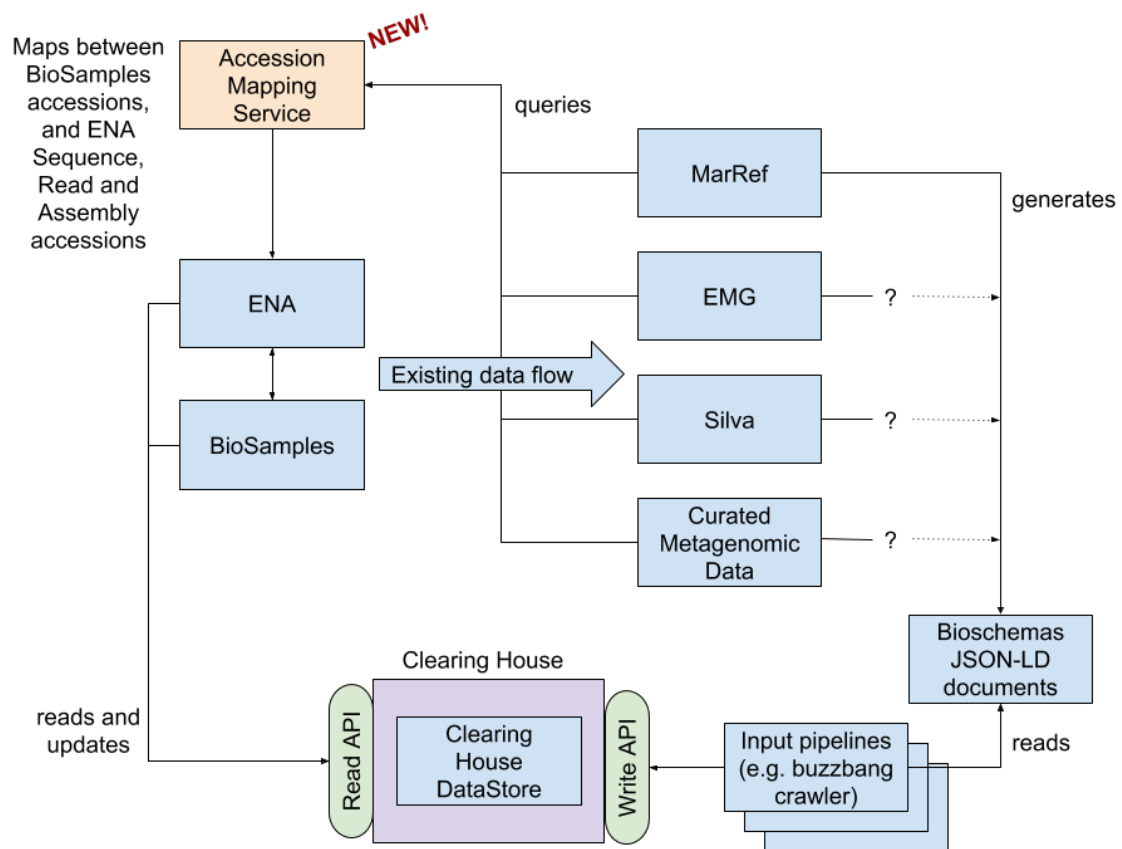 Maps between
BioSamples
accessions,
and ENA
Sequence,
Read and
Assembly
accessions
Accession
Mapping
Service
NEW!
queries
MarRef
generates
ENA
EMG
?
Existing data flow
BioSamples
Silva
?
Curated
Metagenomic
Data
?
Bioschemas
JSON-LD
documents
Clearing House
reads and
updates
Read API
Clearing
House
DataStore
Write API
Input pipelines
(e.g. buzzbang
crawler)
reads